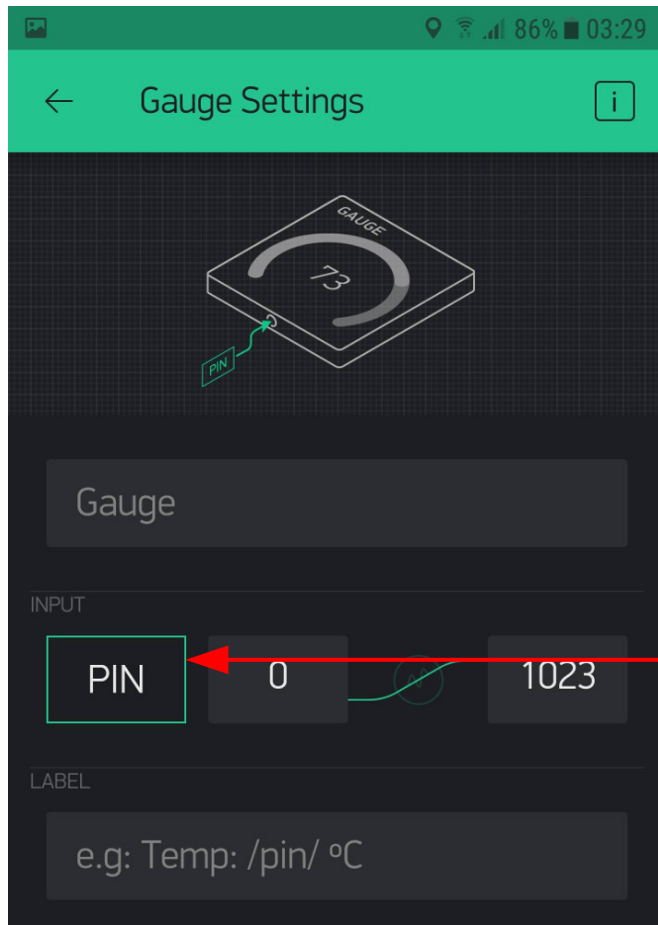 86% 03:29
Gauge Settings
i
GAUGE
73
PIN
Gauge
INPUT
PIN 0 1023
LABEL
e.g: Temp: /pin/ ºC